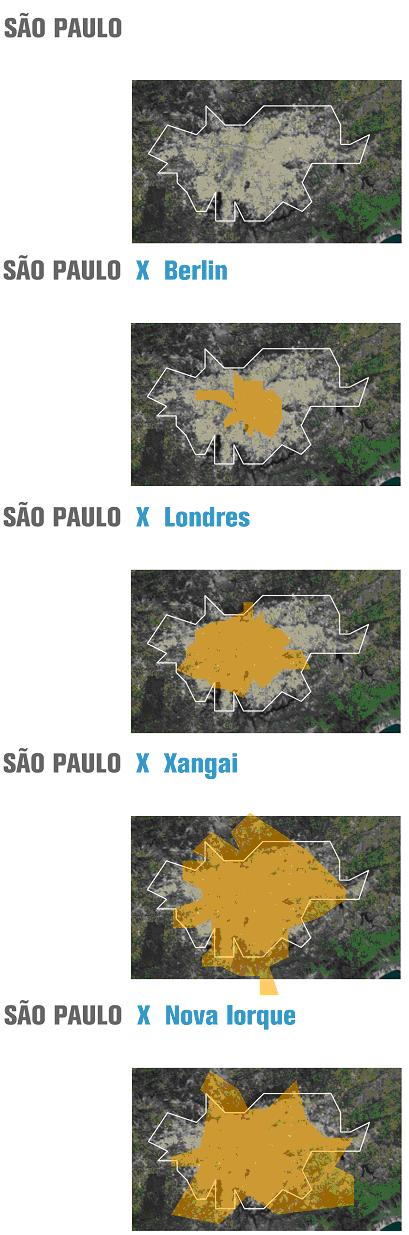 SÃO PAULO
SÃO PAULO X Berlin
SÃO PAULO X Londres
SÃO PAULO X Xangai
SÃO PAULO X Nova Iorque